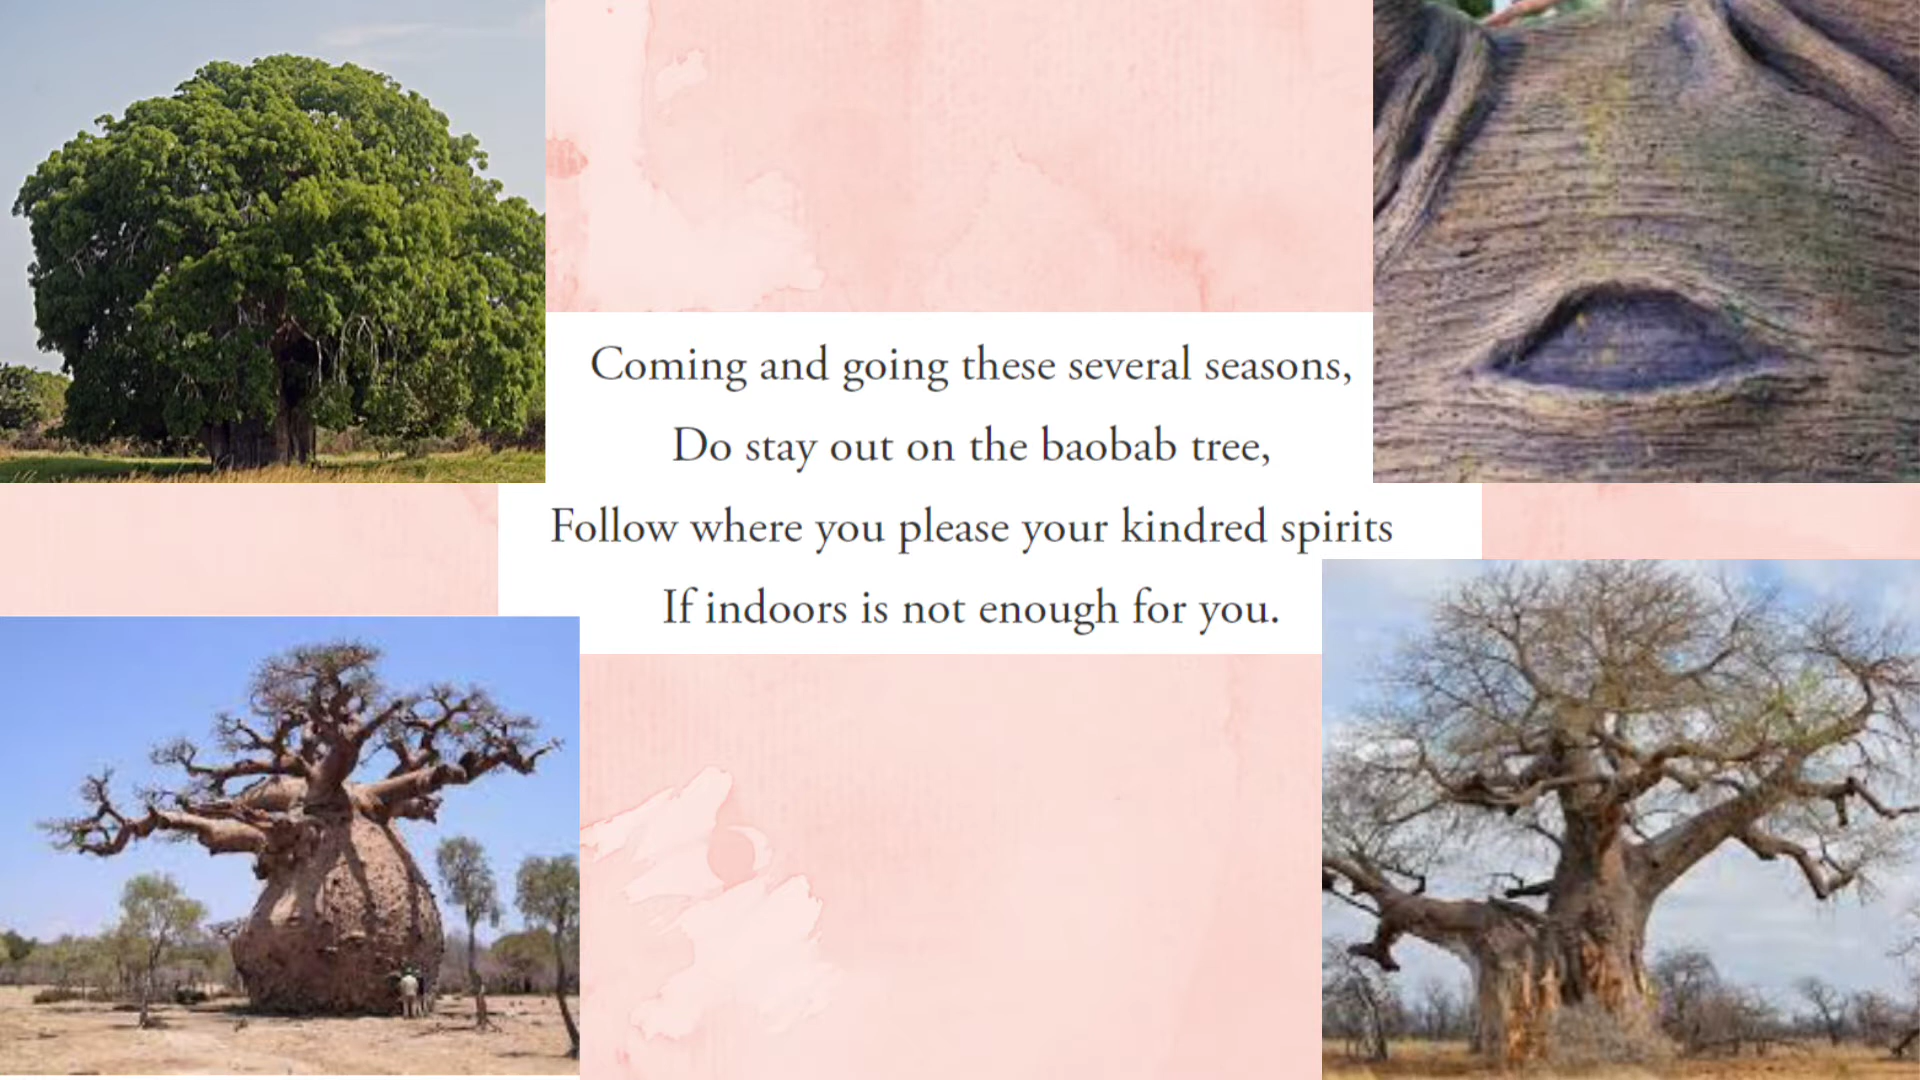 Coming and going these several seasons,
Do stay out on the baobab tree,
Follow where you please your kindred spirits
If indoors is not enough for you.